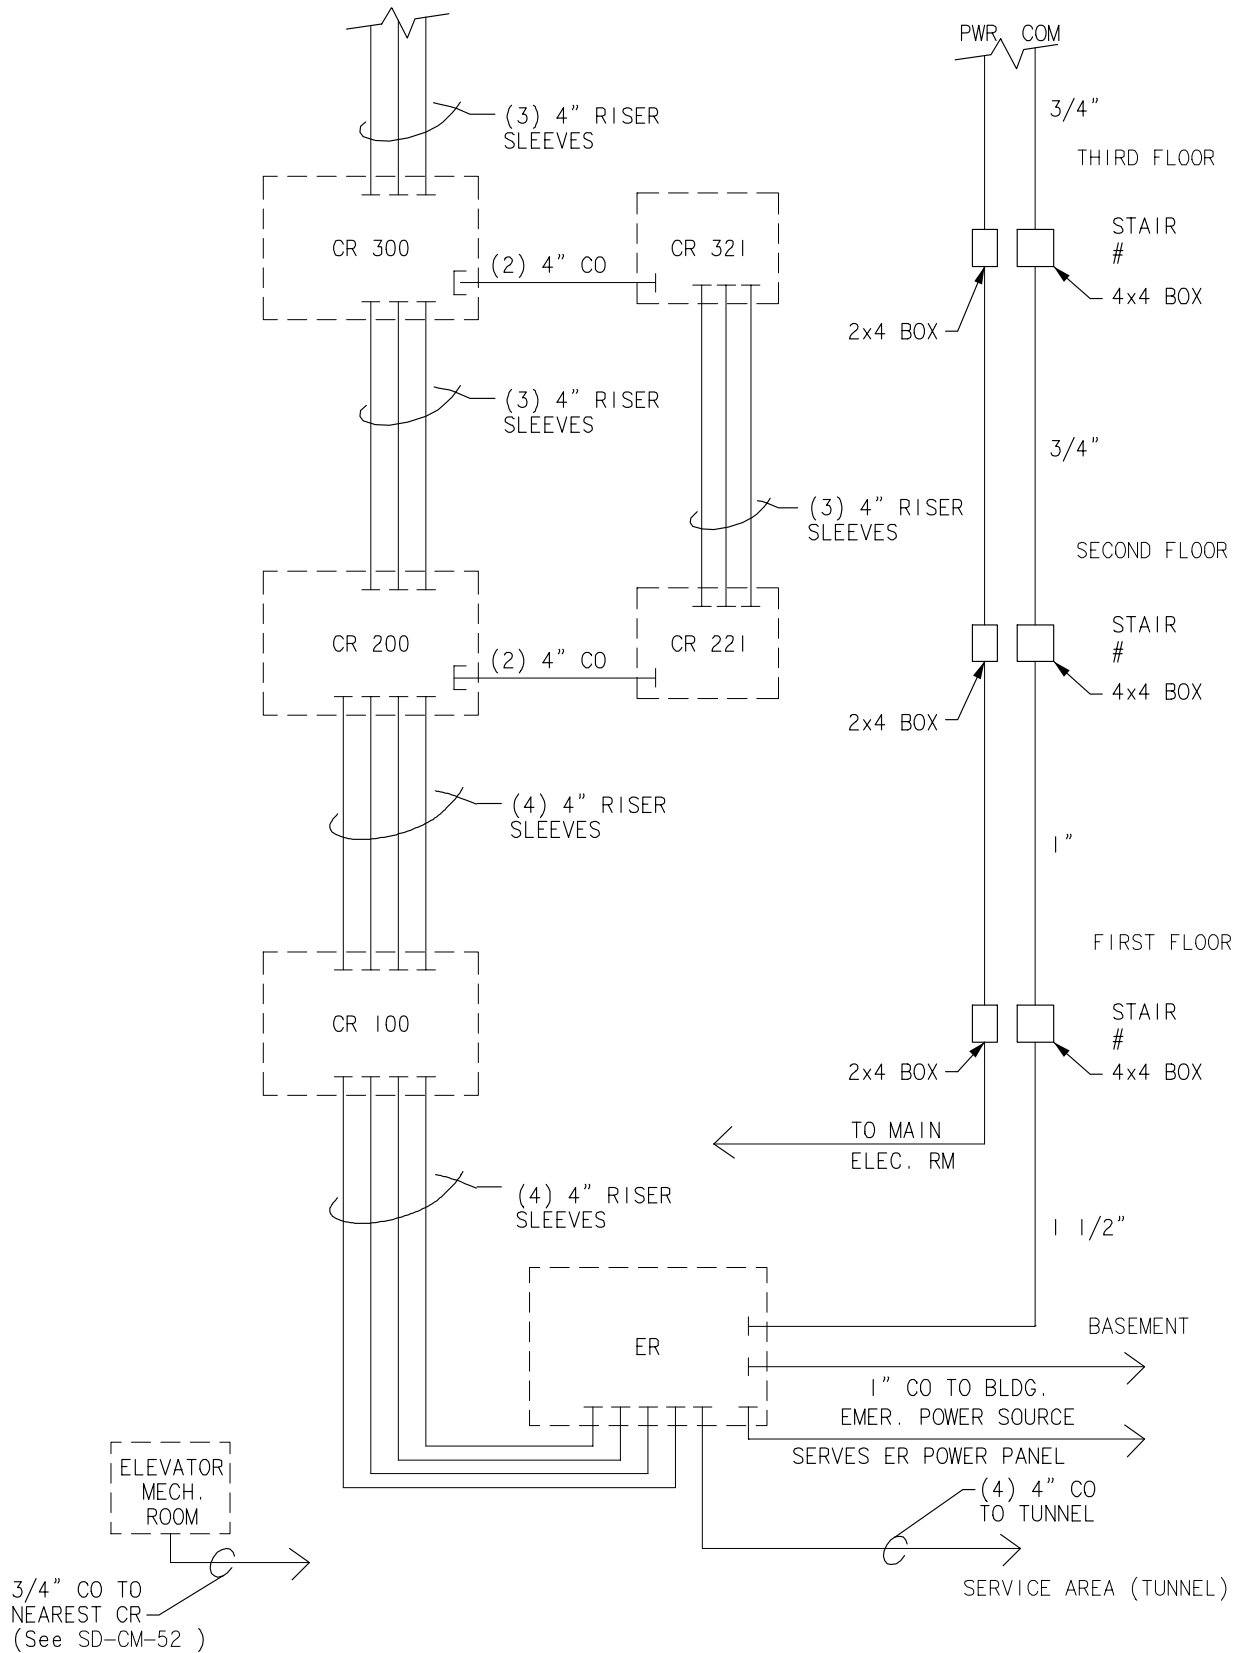 PWR COM
(3) 4" RISER
SLEEVES
3/4"
THIRD FLOOR
CR 300
(2) 4" CO
CR 321
STAIR
#
4x4 BOX
2x4 BOX
(3) 4" RISER
SLEEVES
3/4"
(3) 4" RISER
SLEEVES
SECOND FLOOR
CR 200
(2) 4" CO
CR 221
STAIR
#
4x4 BOX
2x4 BOX
(4) 4" RISER
SLEEVES
1"
FIRST FLOOR
CR 100
STAIR
#
4x4 BOX
2x4 BOX
TO MAIN
ELEC. RM
(4) 4" RISER
SLEEVES
1 1/2"
ER
BASEMENT
1" CO TO BLDG.
EMER. POWER SOURCE
SERVES ER POWER PANEL
ELEVATOR
MECH.
ROOM
(4) 4" CO
TO TUNNEL
SERVICE AREA (TUNNEL)
3/4" CO TO
NEAREST CR
(See SD-CM-52 )